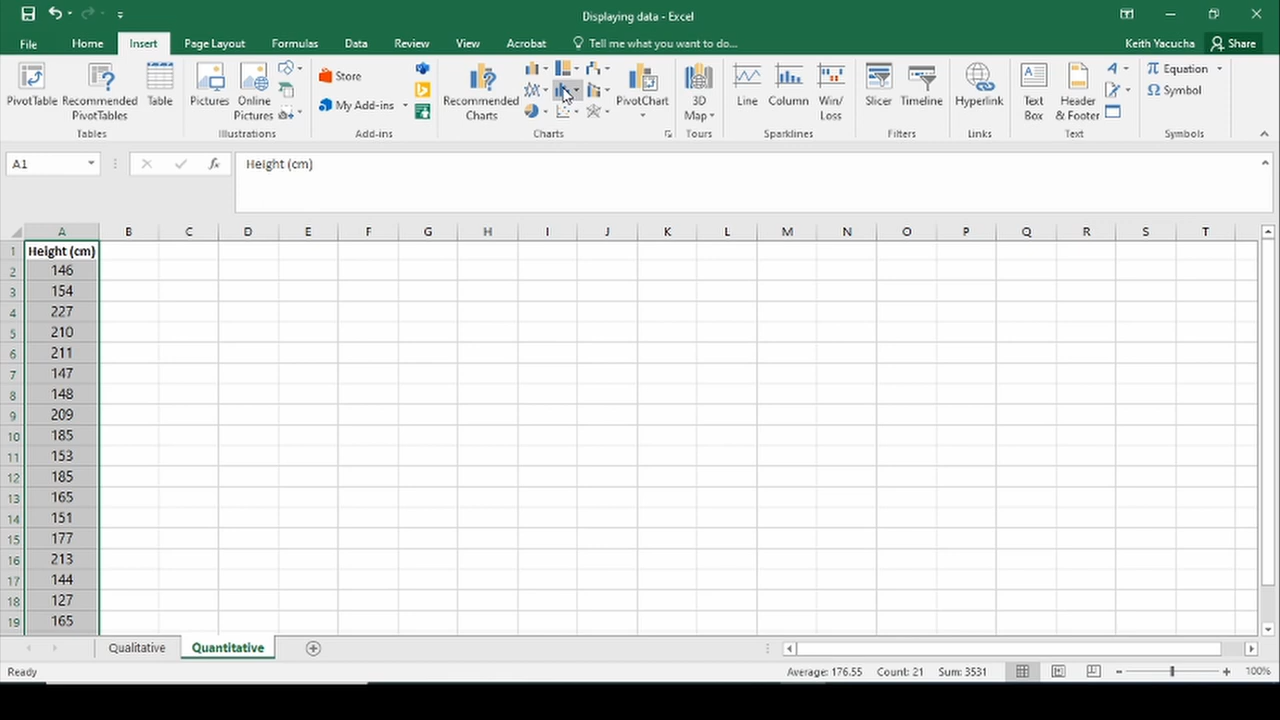 Displaying data - Excel
File Home Insert Page Layout Formulas Data Review View Acrobat Tell me what you want to do... Keith Yacucha Share
PivotTable Recommended PivotTables Table Pictures Online Pictures Store My Add-ins Recommended Charts PivotChart 3D Map Line Column Win/Loss Slicer Timeline Hyperlink Text Box Header & Footer Equation Symbol
Tables Illustrations Add-ins Charts Tours Sparklines Filters Links Text Symbols
A1 fx Height (cm)
A B C D E F G H I J K L M N O P Q R S T
1 Height (cm)
2 146
3 154
4 227
5 210
6 211
7 147
8 148
9 209
10 185
11 153
12 185
13 165
14 151
15 177
16 213
17 144
18 127
19 165
Qualitative Quantitative
Ready Average: 176.55 Count: 21 Sum: 3531 100%